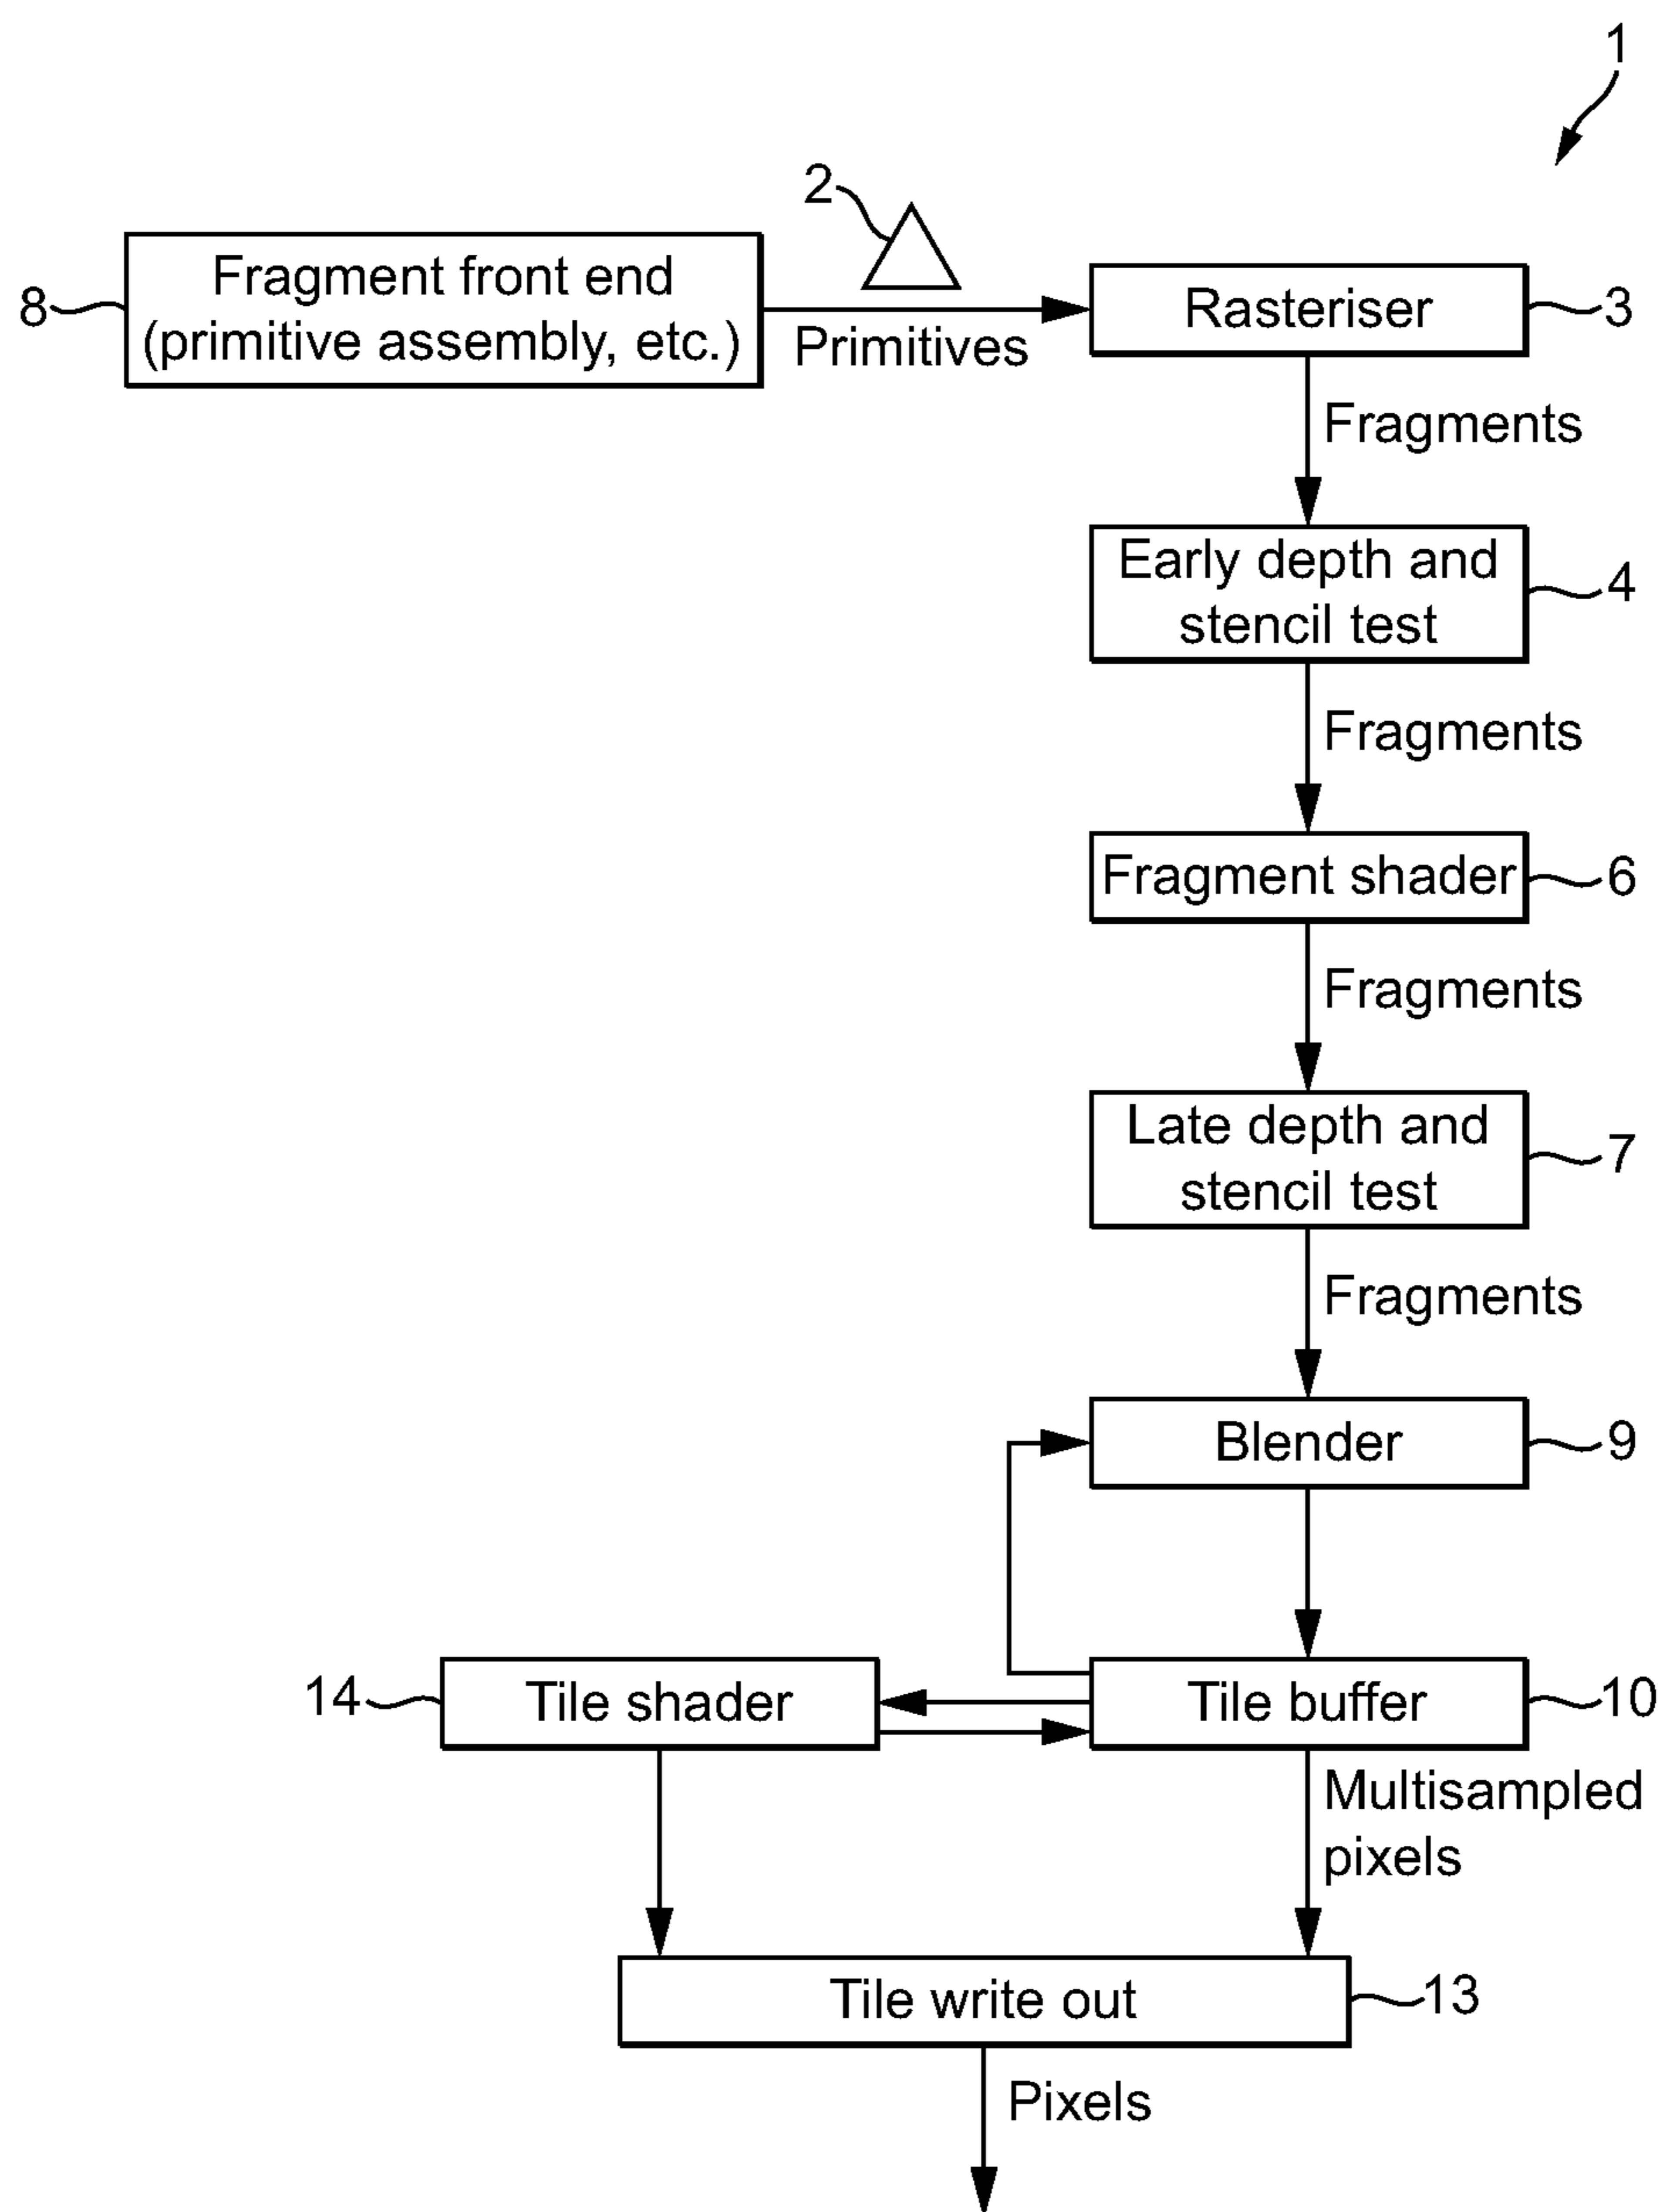 1
2
8
Fragment front end
(primitive assembly, etc.)
Primitives
Rasteriser
3
Fragments
Early depth and
stencil test
4
Fragments
Fragment shader
6
Fragments
Late depth and
stencil test
7
Fragments
Blender
9
14
Tile shader
Tile buffer
10
Multisampled
pixels
Tile write out
13
Pixels